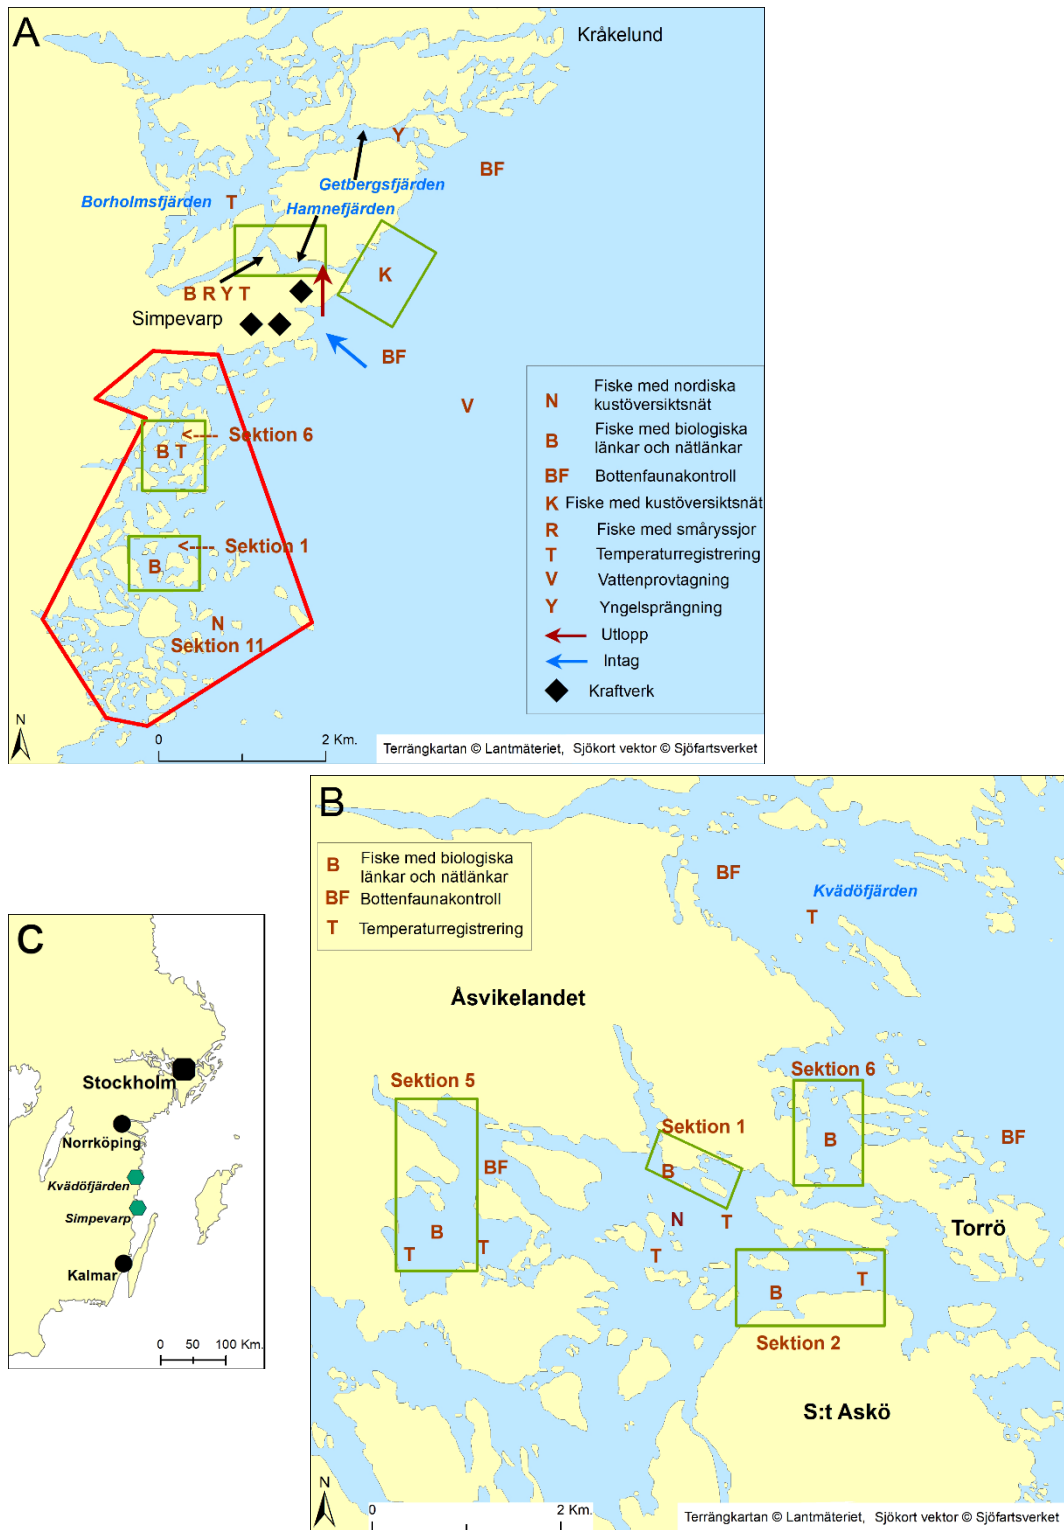 A
Kråkelund
Y
BF
Getbergsfjärden
Borholmsfjärden
T
Hamnefjärden
K
B R Y T
Simpevarp
BF
V
<---- Sektion 6
B T
<---- Sektion 1
B
N
Sektion 11
N Fiske med nordiska
kustöversiktsnät
B Fiske med biologiska
länkar och nätlänkar
BF Bottenfaunakontroll
K Fiske med kustöversiktsnät
R Fiske med småryssjor
T Temperaturregistrering
V Vattenprovtagning
Y Yngelsprängning
Utlopp
Intag
Kraftverk
N
0 2 Km.
Terrängkartan © Lantmäteriet, Sjökort vektor © Sjöfartsverket
B
B Fiske med biologiska
länkar och nätlänkar
BF Bottenfaunakontroll
T Temperaturregistrering
BF
Kvädöfjärden
T
Åsvikelandet
Sektion 5
Sektion 6
Sektion 1
B
BF
BF
B
N
T
B
T
T
T
Torrö
T
B
Sektion 2
S:t Askö
N
0 2 Km.
Terrängkartan © Lantmäteriet, Sjökort vektor © Sjöfartsverket
C
Stockholm
Norrköping
Kvädöfjärden
Simpevarp
Kalmar
0 50 100 Km.